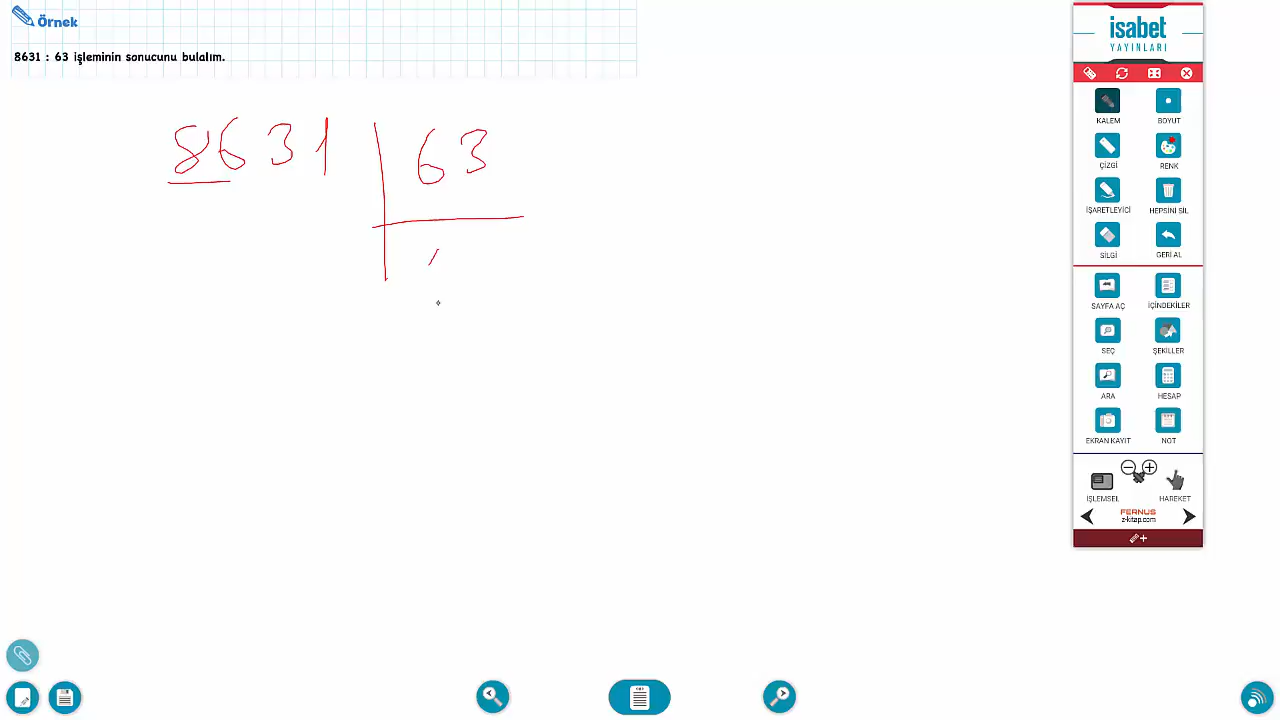 Örnek
8631 : 63 işleminin sonucunu bulalım.
8631 63
isabet
YAYINLARI
KALEM BOYUT
ÇİZGİ RENK
İŞARETLEYİCİ HEPSİNİ SİL
SİLGİ GERİ AL
SAYFA AÇ İÇİNDEKİLER
SEÇ ŞEKİLLER
ARA HESAP
EKRAN KAYIT NOT
İŞLEMSEL HAREKET
FERNUS
z-kitap.com